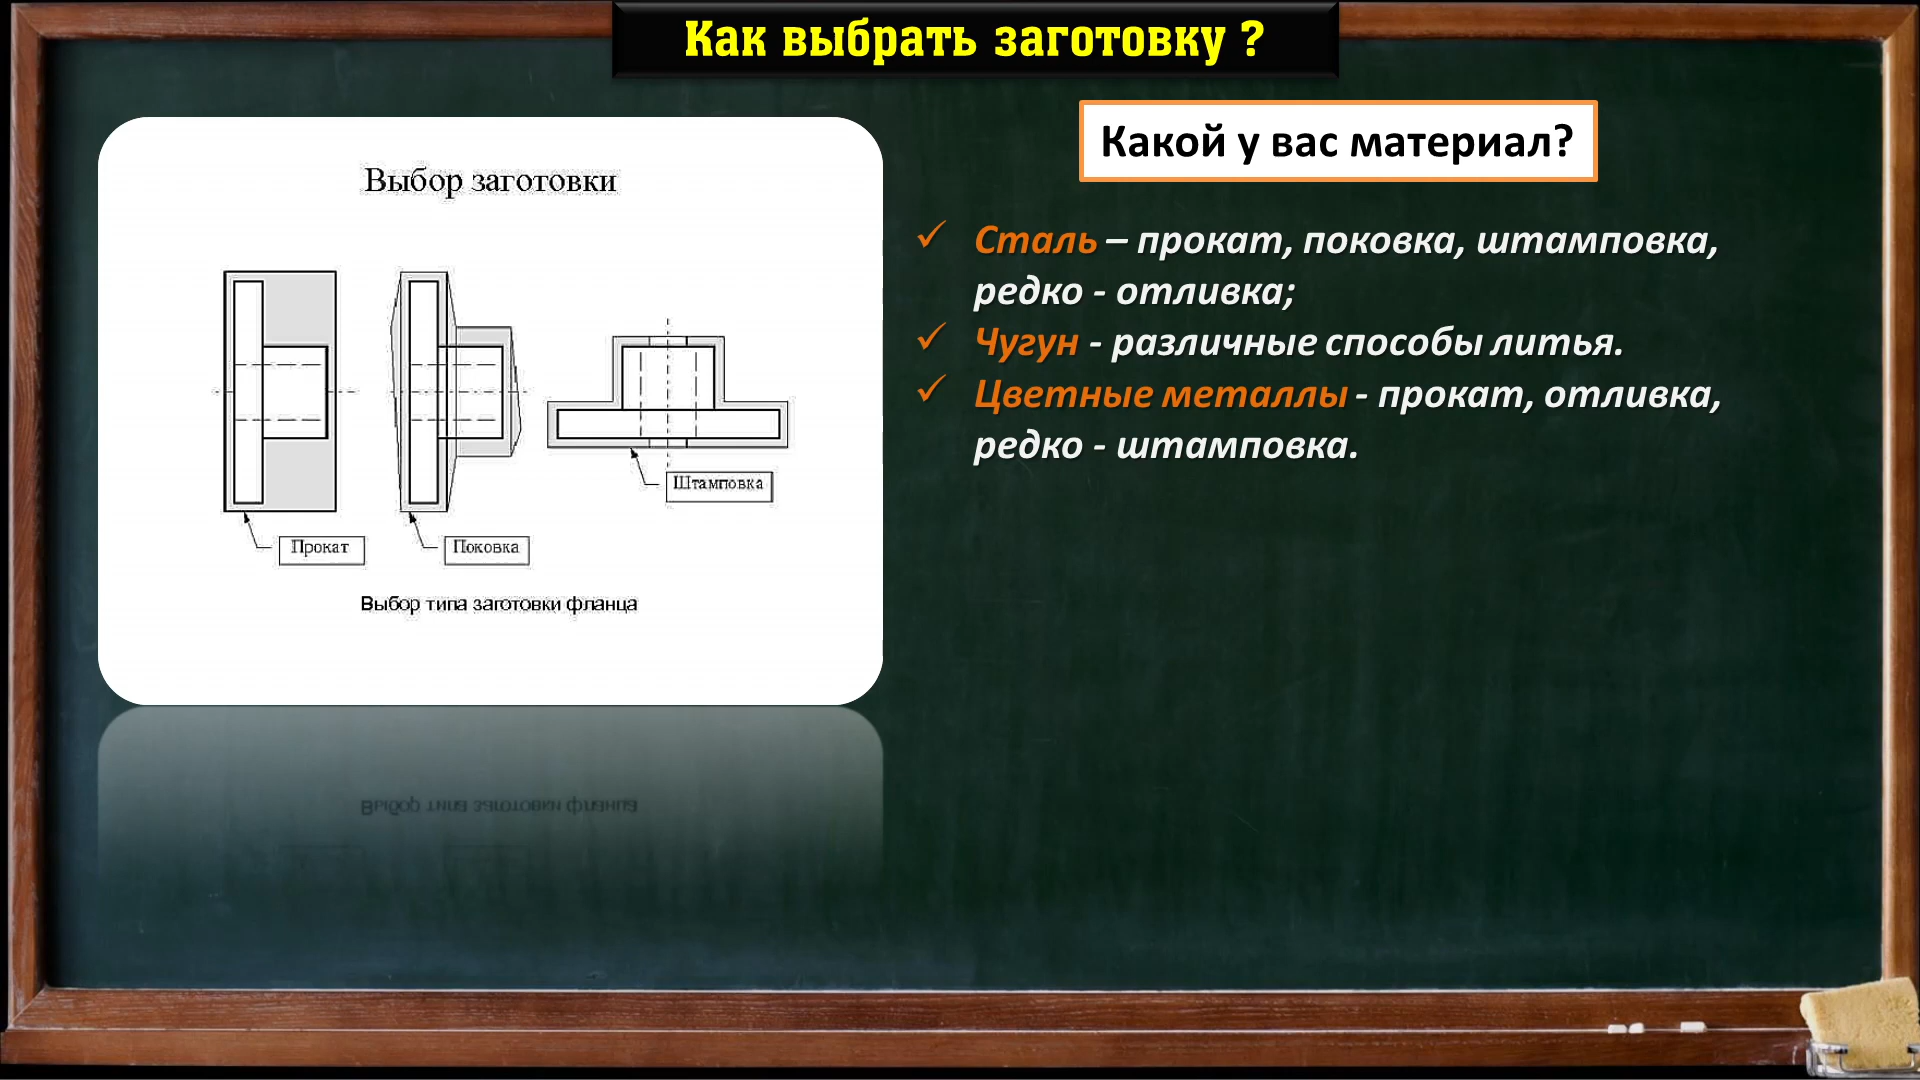 Как выбрать заготовку ?
Выбор заготовки
Прокат
Поковка
Штамповка
Выбор типа заготовки фланца
Какой у вас материал?
Сталь – прокат, поковка, штамповка,
редко - отливка;
Чугун - различные способы литья.
Цветные металлы - прокат, отливка,
редко - штамповка.